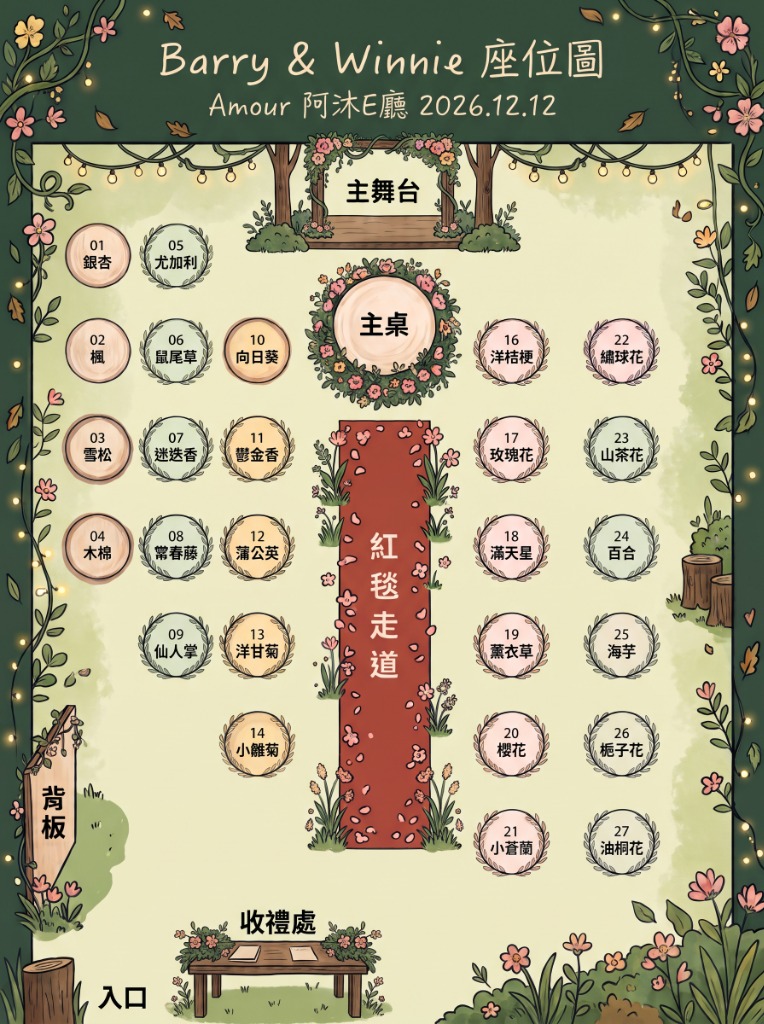 Barry & Winnie 座位圖
Amour 阿沐E廳 2026.12.12
主舞台
主桌
01
銀杏
05
尤加利
02
楓
06
鼠尾草
10
向日葵
16
洋桔梗
22
繡球花
03
雪松
07
迷迭香
11
鬱金香
17
玫瑰花
23
山茶花
04
木棉
08
常春藤
12
蒲公英
18
滿天星
24
百合
紅毯走道
09
仙人掌
13
洋甘菊
19
薰衣草
25
海芋
14
小雛菊
20
櫻花
26
梔子花
21
小蒼蘭
27
油桐花
背板
收禮處
入口